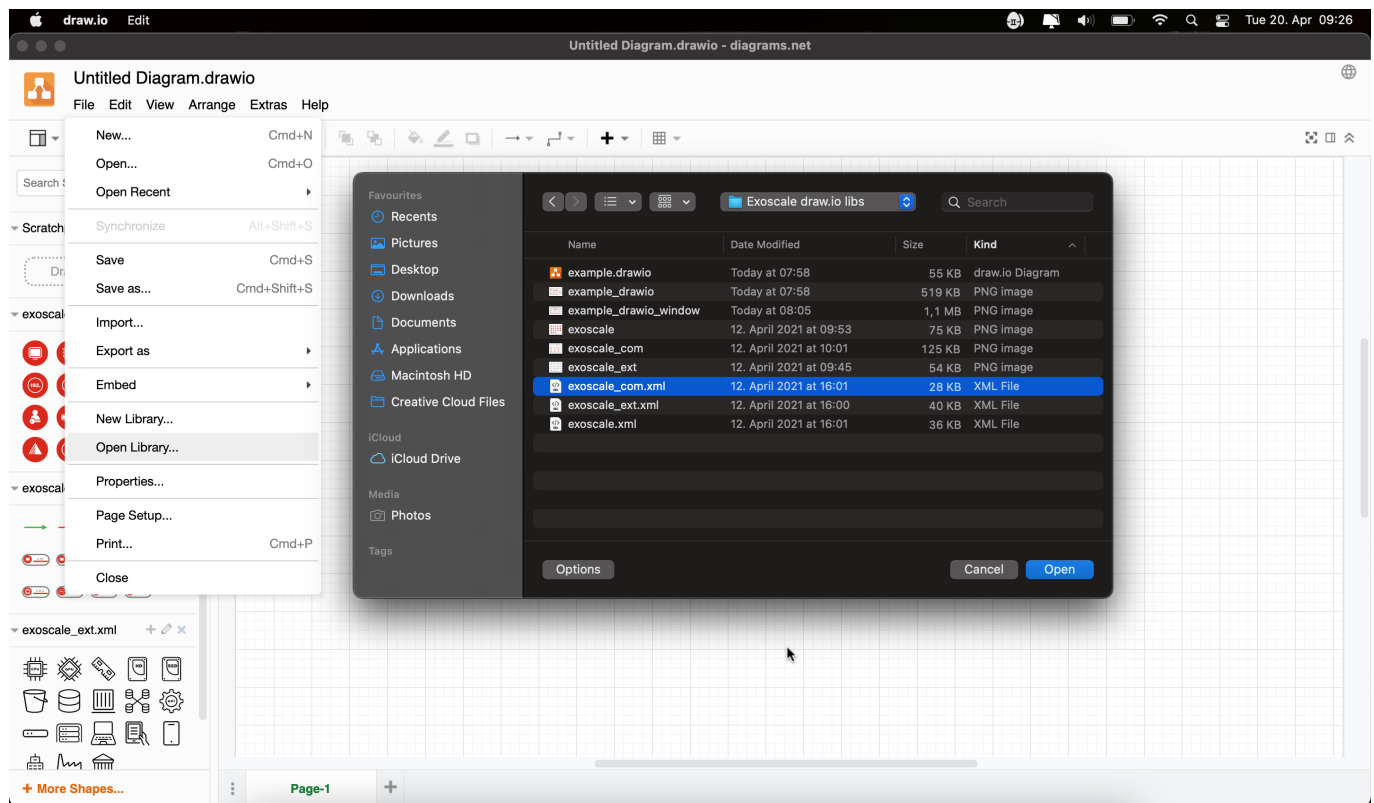 draw.io Edit Tue 20. Apr 09:26
Untitled Diagram.drawio - diagrams.net
Untitled Diagram.drawio
File Edit View Arrange Extras Help
New... Cmd+N
Open... Cmd+O
Open Recent
Synchronize Alt+Shift+S
Save Cmd+S
Save as... Cmd+Shift+S
Import...
Export as
Embed
New Library...
Open Library...
Properties...
Page Setup...
Print... Cmd+P
Close
Search
Scratch
Dr
exoscal
exoscal
exoscale_ext.xml
+ More Shapes...
Favourites
Recents
Pictures
Desktop
Downloads
Documents
Applications
Macintosh HD
Creative Cloud Files
iCloud
iCloud Drive
Media
Photos
Tags
Exoscale draw.io libs
Search
Name Date Modified Size Kind
example.drawio Today at 07:58 55 KB draw.io Diagram
example_drawio Today at 07:58 519 KB PNG image
example_drawio_window Today at 08:05 1,1 MB PNG image
exoscale 12. April 2021 at 09:53 75 KB PNG image
exoscale_com 12. April 2021 at 10:01 125 KB PNG image
exoscale_ext 12. April 2021 at 09:45 54 KB PNG image
exoscale_com.xml 12. April 2021 at 16:01 28 KB XML File
exoscale_ext.xml 12. April 2021 at 16:00 40 KB XML File
exoscale.xml 12. April 2021 at 16:01 36 KB XML File
Options Cancel Open
Page-1